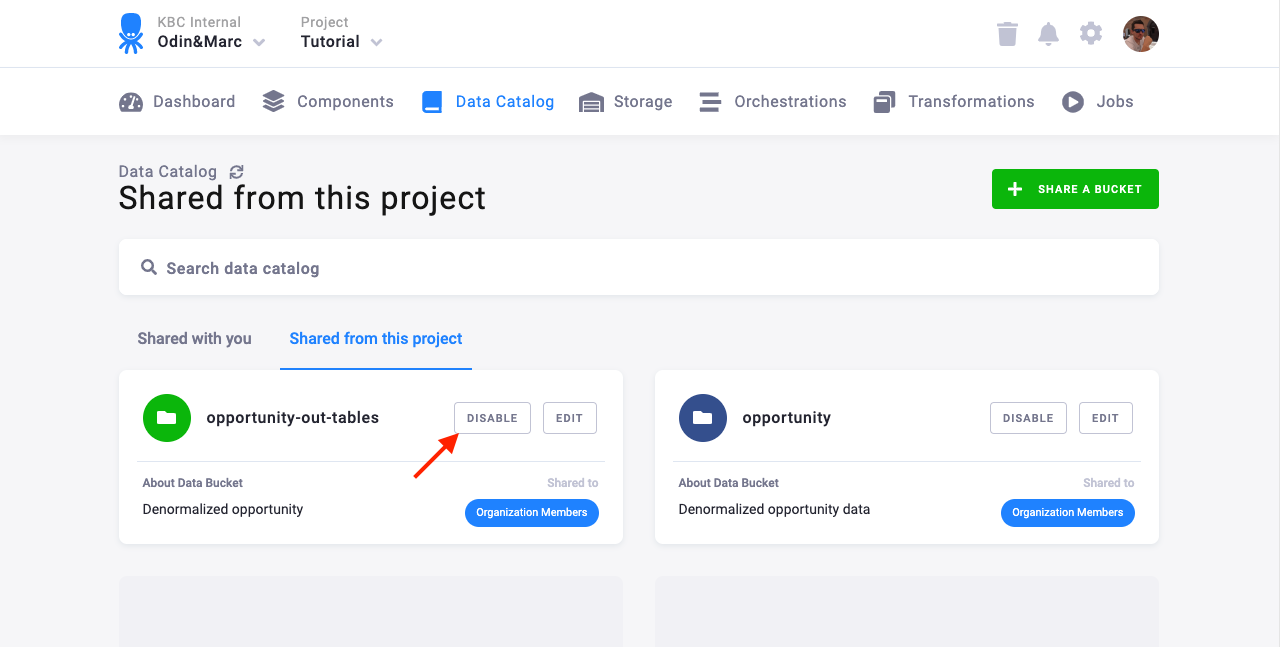 KBC Internal
Odin&Marc
Project
Tutorial
Dashboard
Components
Data Catalog
Storage
Orchestrations
Transformations
Jobs
Data Catalog
Shared from this project
SHARE A BUCKET
Search data catalog
Shared with you
Shared from this project
opportunity-out-tables
DISABLE
EDIT
About Data Bucket
Shared to
Denormalized opportunity
Organization Members
opportunity
DISABLE
EDIT
About Data Bucket
Shared to
Denormalized opportunity data
Organization Members